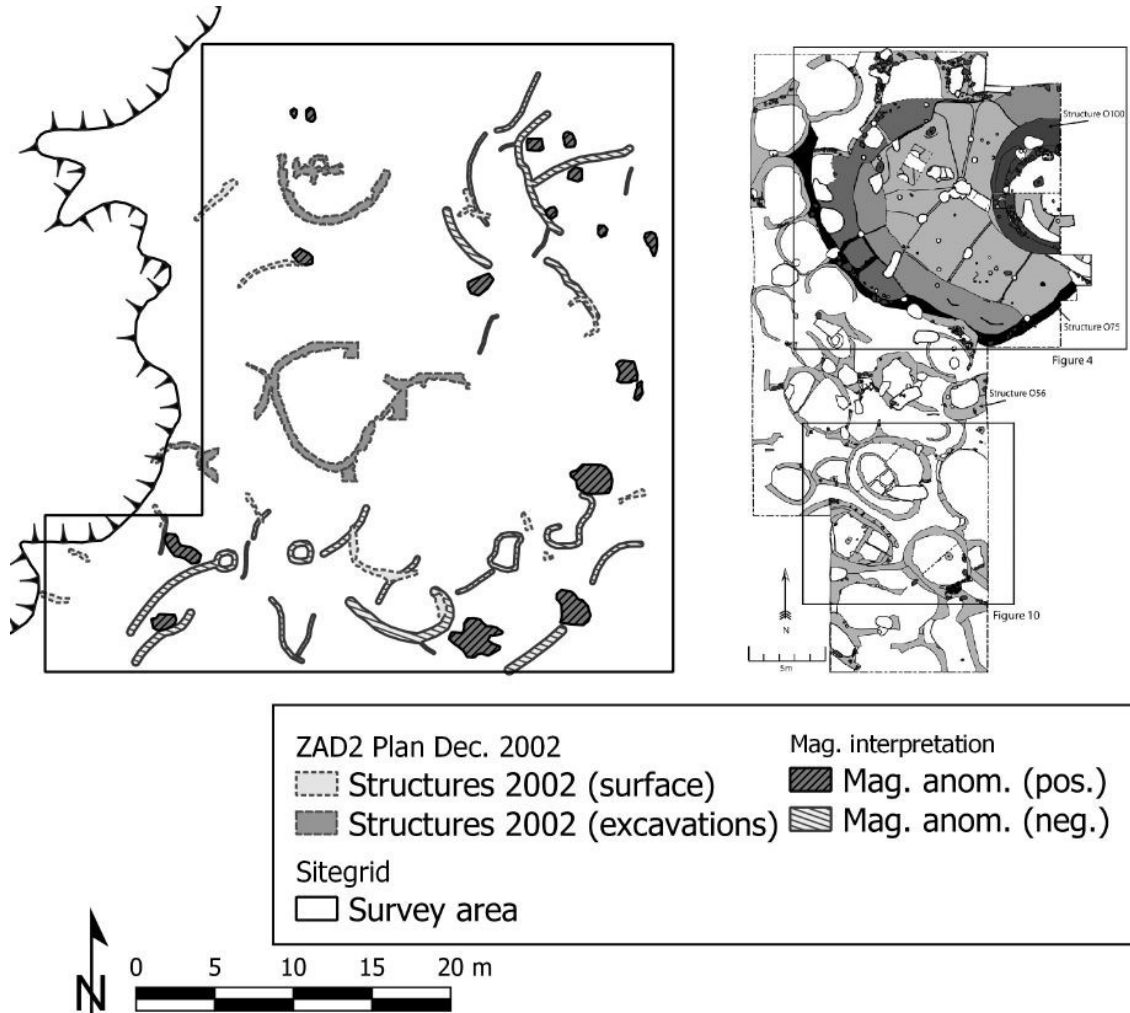 Structure O100
Structure O75
Figure 4
Structure O56
N
5m
Figure 10
ZAD2 Plan Dec. 2002
Structures 2002 (surface)
Structures 2002 (excavations)
Sitegrid
Survey area
Mag. interpretation
Mag. anom. (pos.)
Mag. anom. (neg.)
N
0 5 10 15 20 m